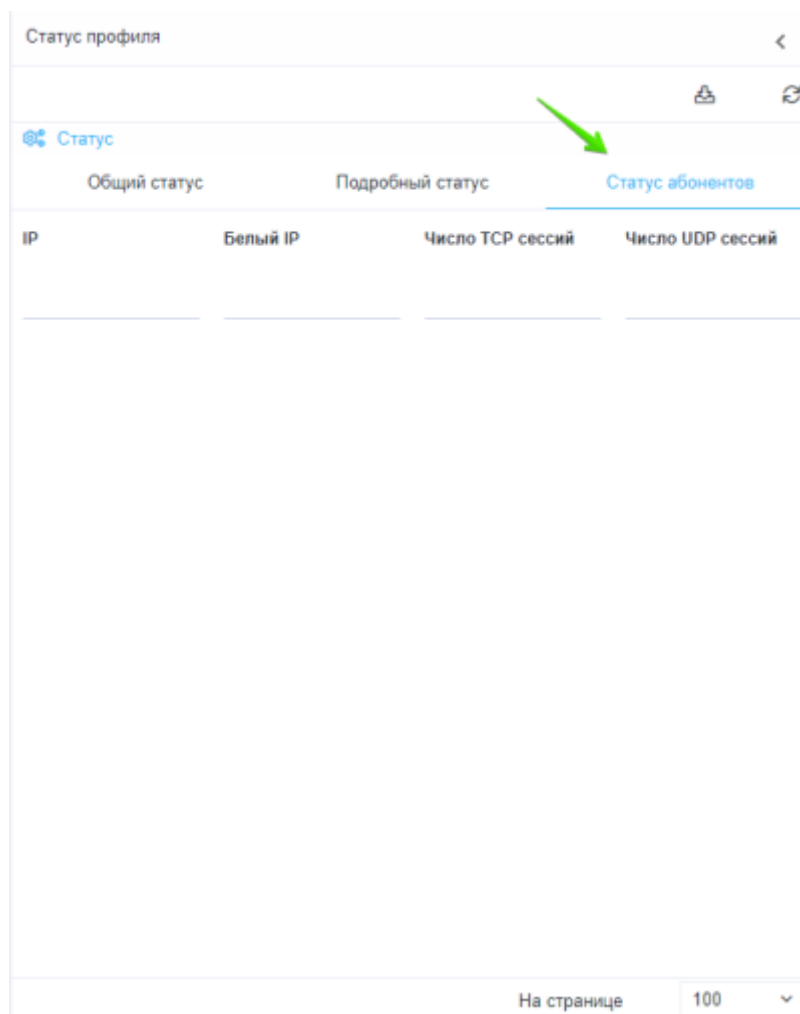 Статус профиля
Статус
Общий статус Подробный статус Статус абонентов
IP Белый IP Число TCP сессий Число UDP сессий
На странице 100